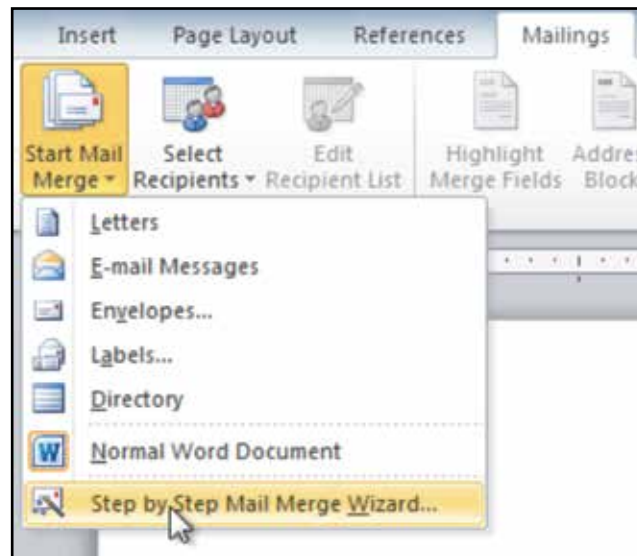 Insert Page Layout References Mailings
Start Mail Select Edit Highlight
Merge Recipients Recipient List Merge Fields Block
Letters
E-mail Messages
Envelopes...
Labels...
Directory
Normal Word Document
Step by Step Mail Merge Wizard...